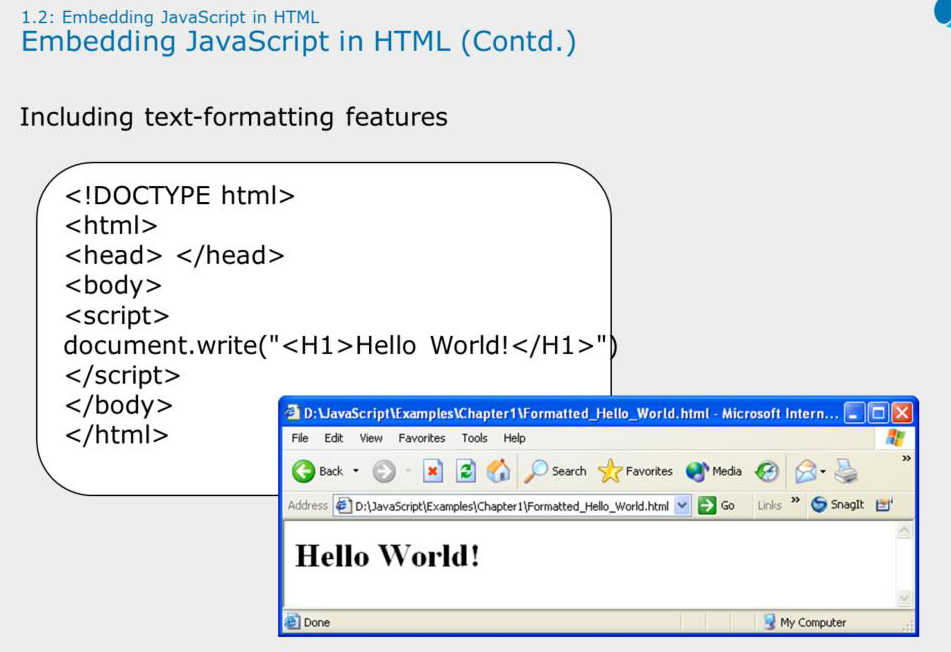 1.2: Embedding JavaScript in HTML
Embedding JavaScript in HTML (Contd.)
Including text-formatting features
<!DOCTYPE html>
<html>
<head> </head>
<body>
<script>
document.write("<H1>Hello World!</H1>")
</script>
</body>
</html>
D:\JavaScript\Examples\Chapter1\Formatted_Hello_World.html - Microsoft Intern...
File Edit View Favorites Tools Help
Back Search Favorites Media
Address D:\JavaScript\Examples\Chapter1\Formatted_Hello_World.html Go Links SnagIt
Hello World!
Done My Computer